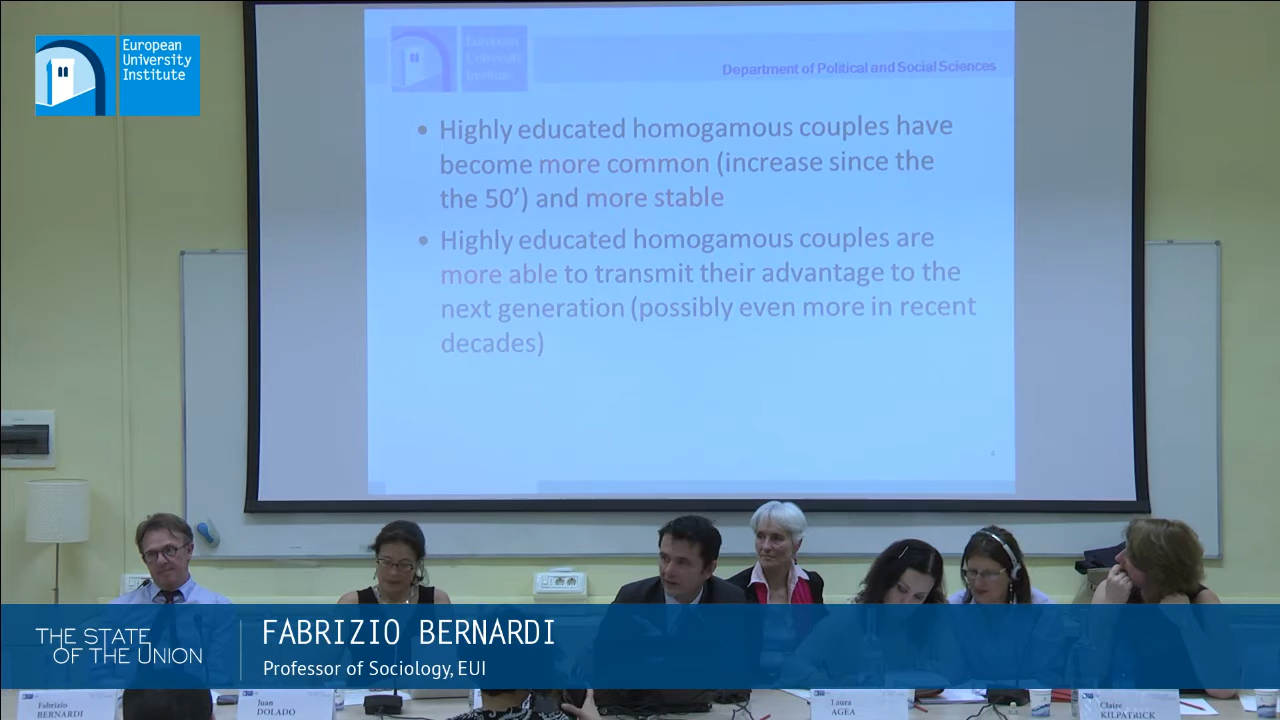 European
University
Institute
European
University
Institute
Department of Political and Social Sciences
• Highly educated homogamous couples have
become more common (increase since the
the 50') and more stable
• Highly educated homogamous couples are
more able to transmit their advantage to the
next generation (possibly even more in recent
decades)
THE STATE
OF THE UNION
FABRIZIO BERNARDI
Professor of Sociology, EUI
Fabrizio
BERNARDI
Juan
DOLADO
Laura
AGEA
Claire
KILPATRICK